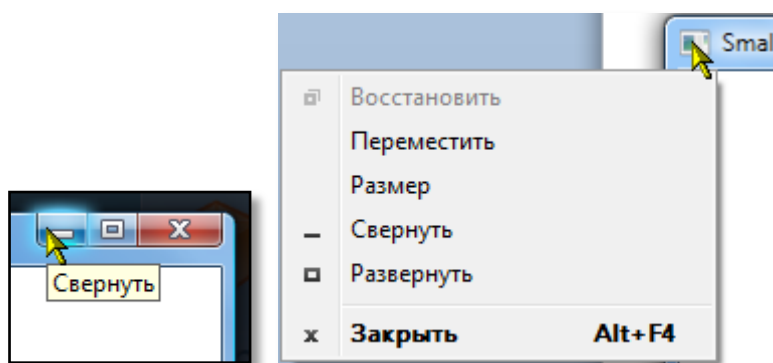 Smal
Восстановить
Переместить
Размер
Свернуть
Развернуть
Закрыть Alt+F4
Свернуть